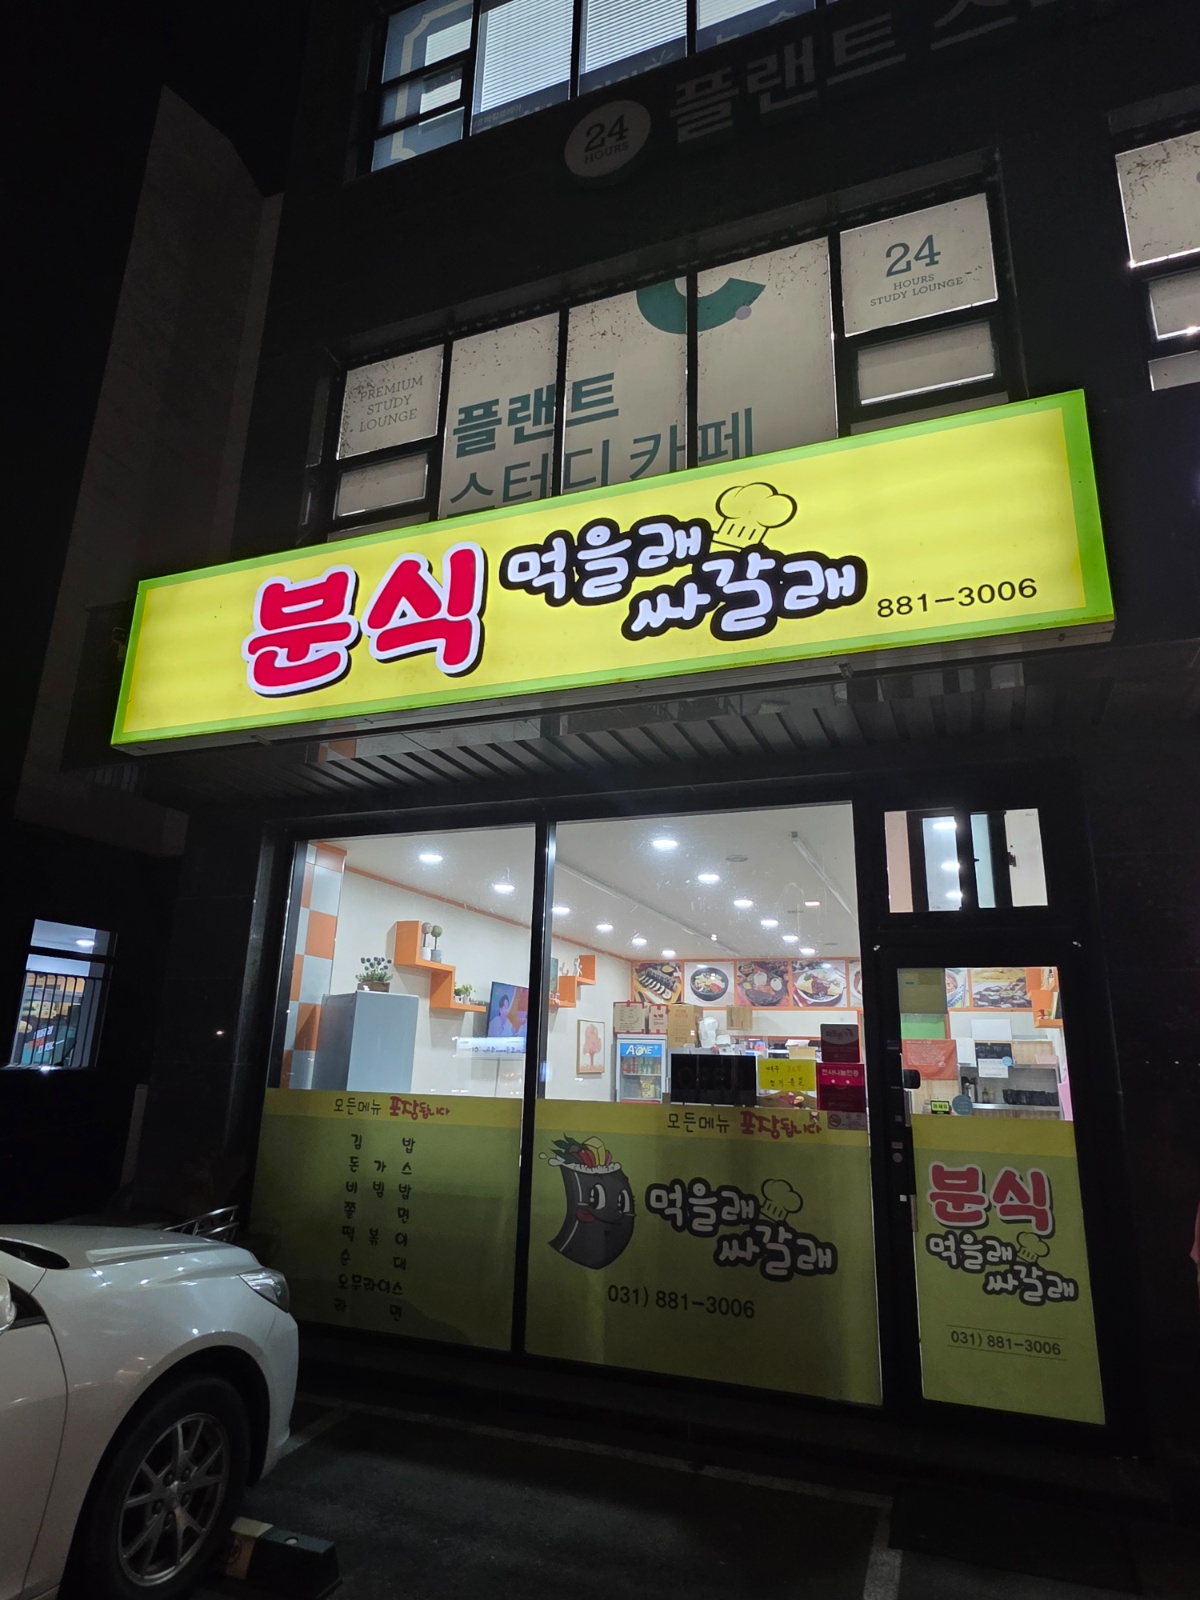 24
HOURS
플랜트 스
24
HOURS
STUDY LOUNGE
PREMIUM
STUDY
LOUNGE
플랜트
스터디 카페
분식 먹을래
싸갈래
881-3006
A ONE
모든메뉴 포장됩니다
김 밥
돈 가 스
비 빔 밥
쫄 면
떡 볶 이
순 대
오무라이스
라 면
모든메뉴 포장됩니다
먹을래
싸갈래
031) 881-3006
분식
먹을래
싸갈래
031) 881-3006